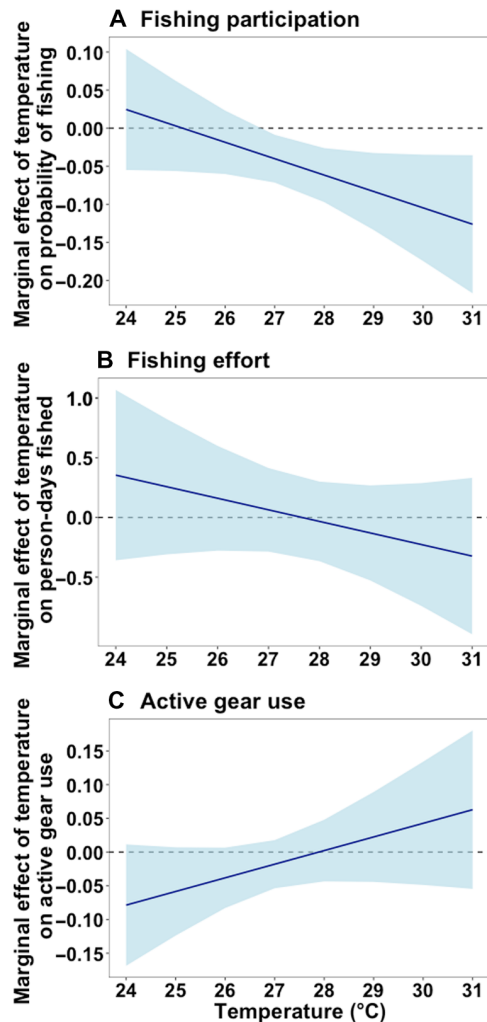 A Fishing participation
Marginal effect of temperature
on probability of fishing
0.10
0.05
0.00
−0.05
−0.10
−0.15
−0.20
24 25 26 27 28 29 30 31
B Fishing effort
Marginal effect of temperature
on person-days fished
1.0
0.5
0.0
−0.5
24 25 26 27 28 29 30 31
C Active gear use
Marginal effect of temperature
on active gear use
0.15
0.10
0.05
0.00
−0.05
−0.10
−0.15
24 25 26 27 28 29 30 31
Temperature (°C)